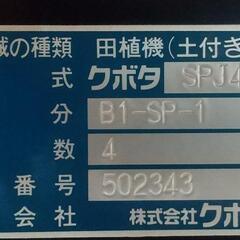 械の種類 田植機(土付き
式 クボタ SPJ4
分 B1-SP-1
数 4
番号 502343
会社 株式会社クボ